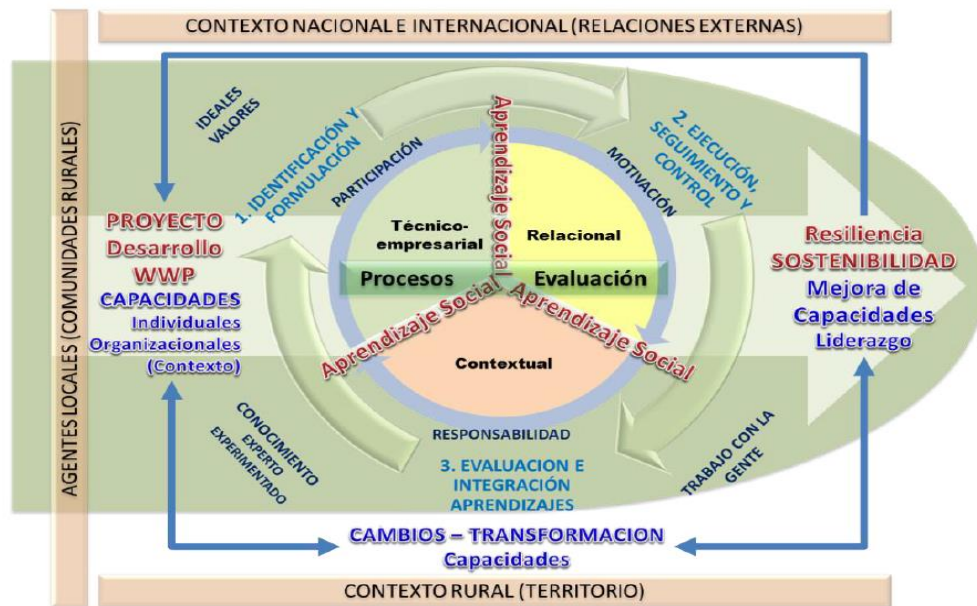 CONTEXTO NACIONAL E INTERNACIONAL (RELACIONES EXTERNAS)
AGENTES LOCALES (COMUNIDADES RURALES)
IDEALES
VALORES
1. IDENTIFICACIÓN Y
FORMULACIÓN
PARTICIPACIÓN
Aprendizaje Social
MOTIVACIÓN
2. EJECUCIÓN,
SEGUIMIENTO Y
CONTROL
PROYECTO
Desarrollo
WWP
CAPACIDADES
Individuales
Organizacionales
(Contexto)
Técnico-
empresarial
Relacional
Procesos
Evaluación
Aprendizaje Social
Aprendizaje Social
Contextual
Resiliencia
SOSTENIBILIDAD
Mejora de
Capacidades
Liderazgo
CONOCIMIENTO
EXPERTO
EXPERIMENTADO
RESPONSABILIDAD
3. EVALUACION E
INTEGRACIÓN
APRENDIZAJES
TRABAJO CON LA
GENTE
CAMBIOS – TRANSFORMACION
Capacidades
CONTEXTO RURAL (TERRITORIO)